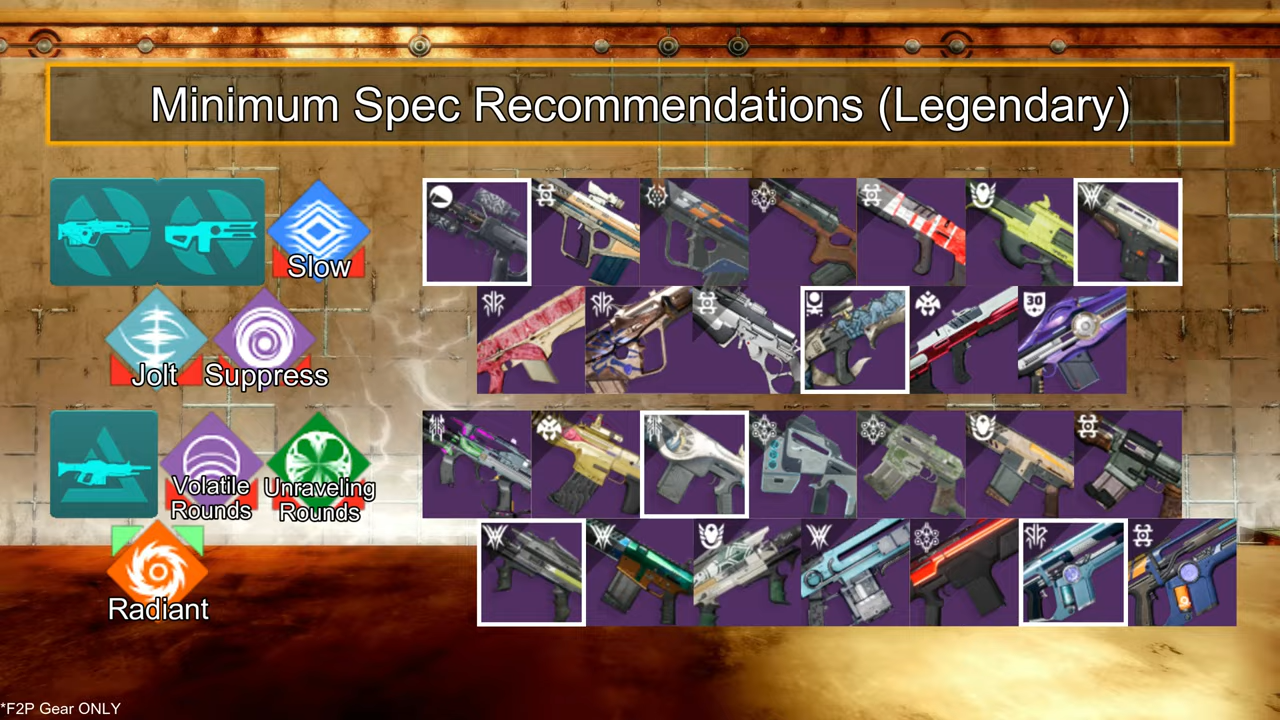 Minimum Spec Recommendations (Legendary)
Slow
30
Jolt
Suppress
Volatile
Rounds
Unraveling
Rounds
Radiant
*F2P Gear ONLY